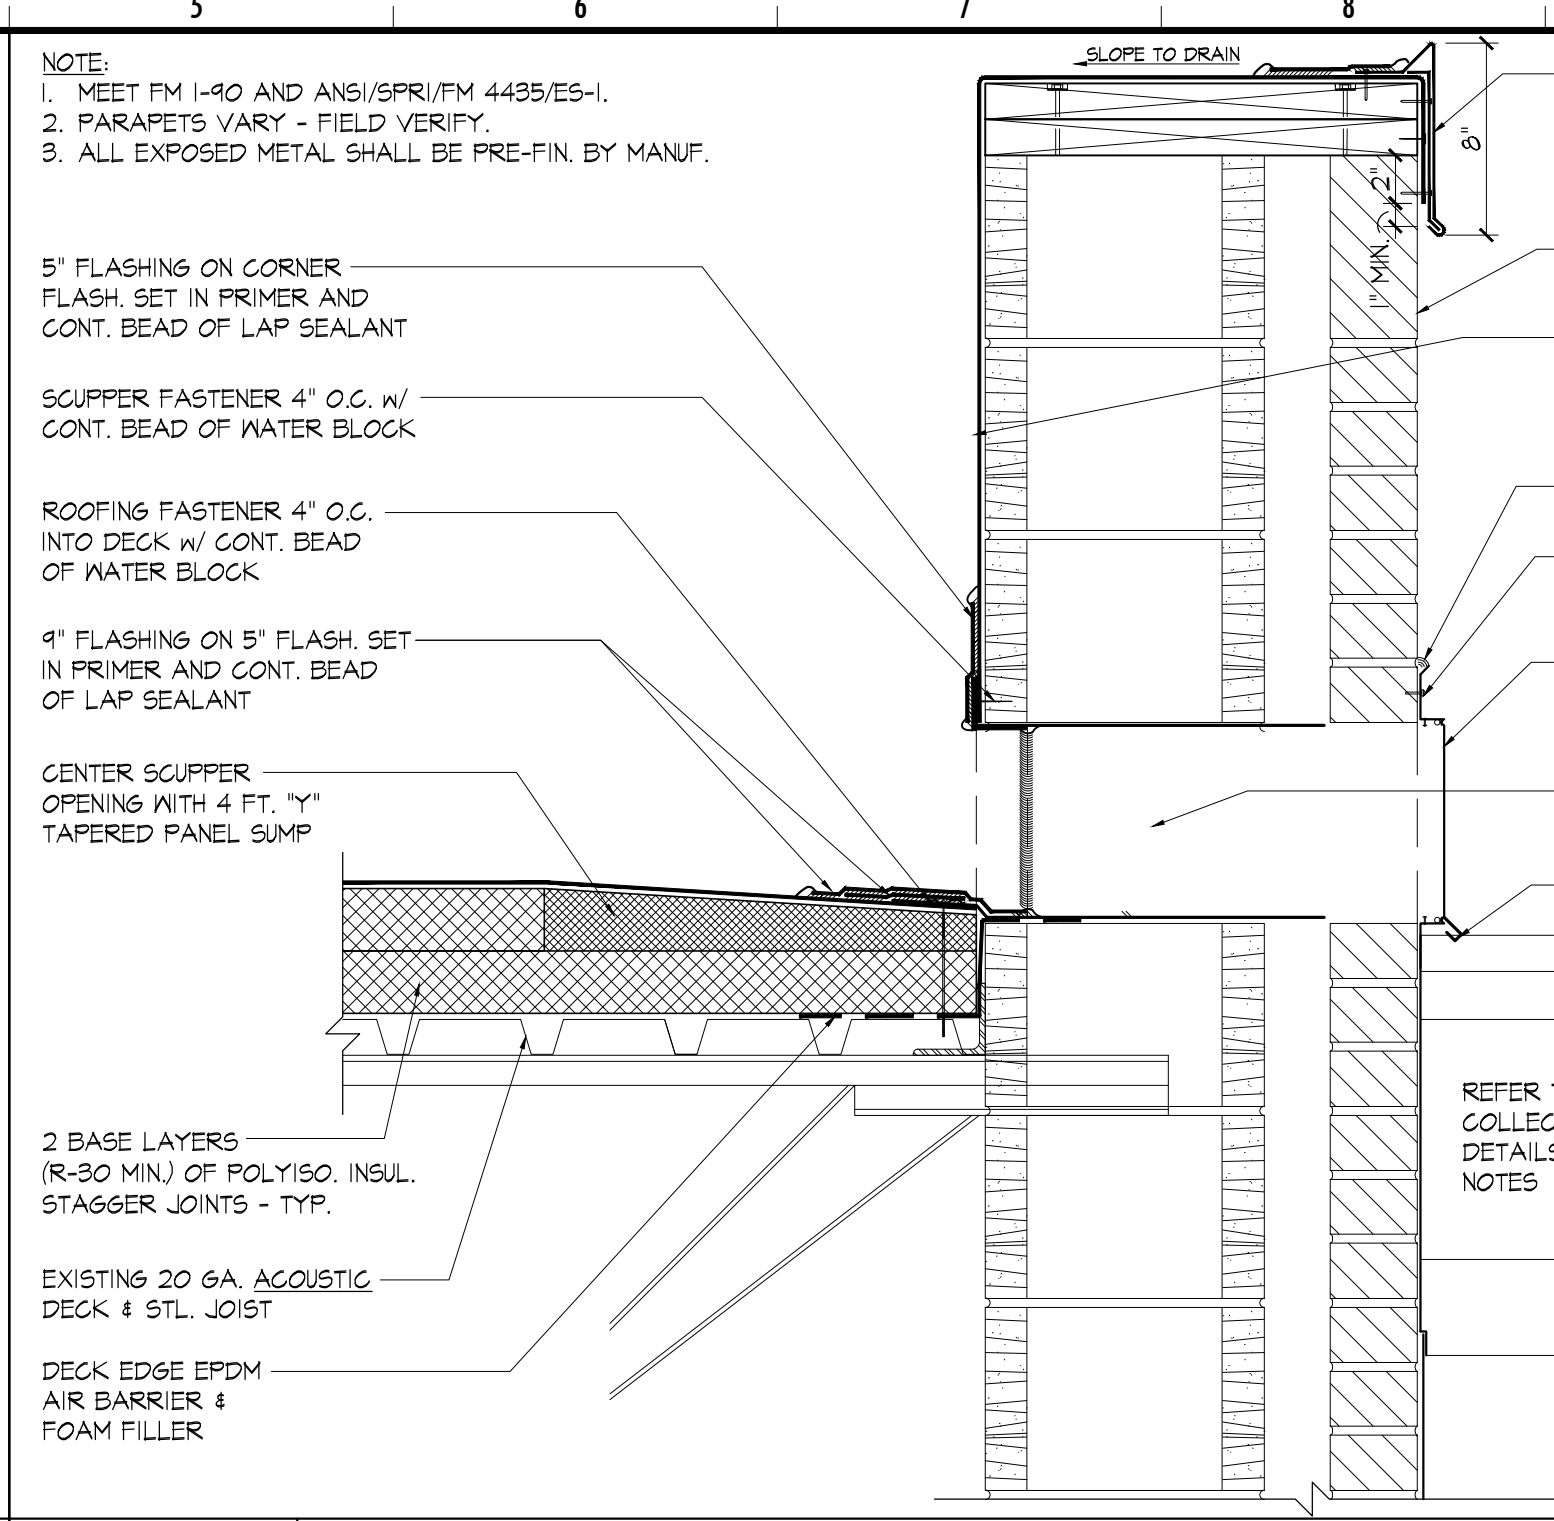 5 6 7 8
NOTE:
1. MEET FM 1-90 AND ANSI/SPRI/FM 4435/ES-1.
2. PARAPETS VARY - FIELD VERIFY.
3. ALL EXPOSED METAL SHALL BE PRE-FIN. BY MANUF.
SLOPE TO DRAIN
8"
2"
1" MIN.
5" FLASHING ON CORNER
FLASH. SET IN PRIMER AND
CONT. BEAD OF LAP SEALANT
SCUPPER FASTENER 4" O.C. W/
CONT. BEAD OF WATER BLOCK
ROOFING FASTENER 4" O.C.
INTO DECK W/ CONT. BEAD
OF WATER BLOCK
9" FLASHING ON 5" FLASH. SET
IN PRIMER AND CONT. BEAD
OF LAP SEALANT
CENTER SCUPPER
OPENING WITH 4 FT. "Y"
TAPERED PANEL SUMP
2 BASE LAYERS
(R-30 MIN.) OF POLYISO. INSUL.
STAGGER JOINTS - TYP.
EXISTING 20 GA. ACOUSTIC
DECK & STL. JOIST
DECK EDGE EPDM
AIR BARRIER &
FOAM FILLER
REFER
COLLEC
DETAILS
NOTES